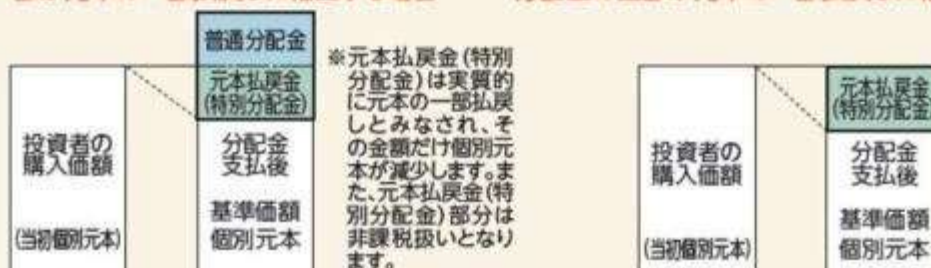 普通分配金
元本払戻金
(特別分配金)
投資者の
購入価額
(当初個別元本)
分配金
支払後
基準価額
個別元本
※元本払戻金(特別
分配金)は実質的
に元本の一部払戻
しとみなされ、そ
の金額だけ個別元
本が減少します。ま
た、元本払戻金(特
別分配金)部分は
非課税扱いとなり
ます。
投資者の
購入価額
(当初個別元本)
元本払戻金
(特別分配金
分配金
支払後
基準価額
個別元本